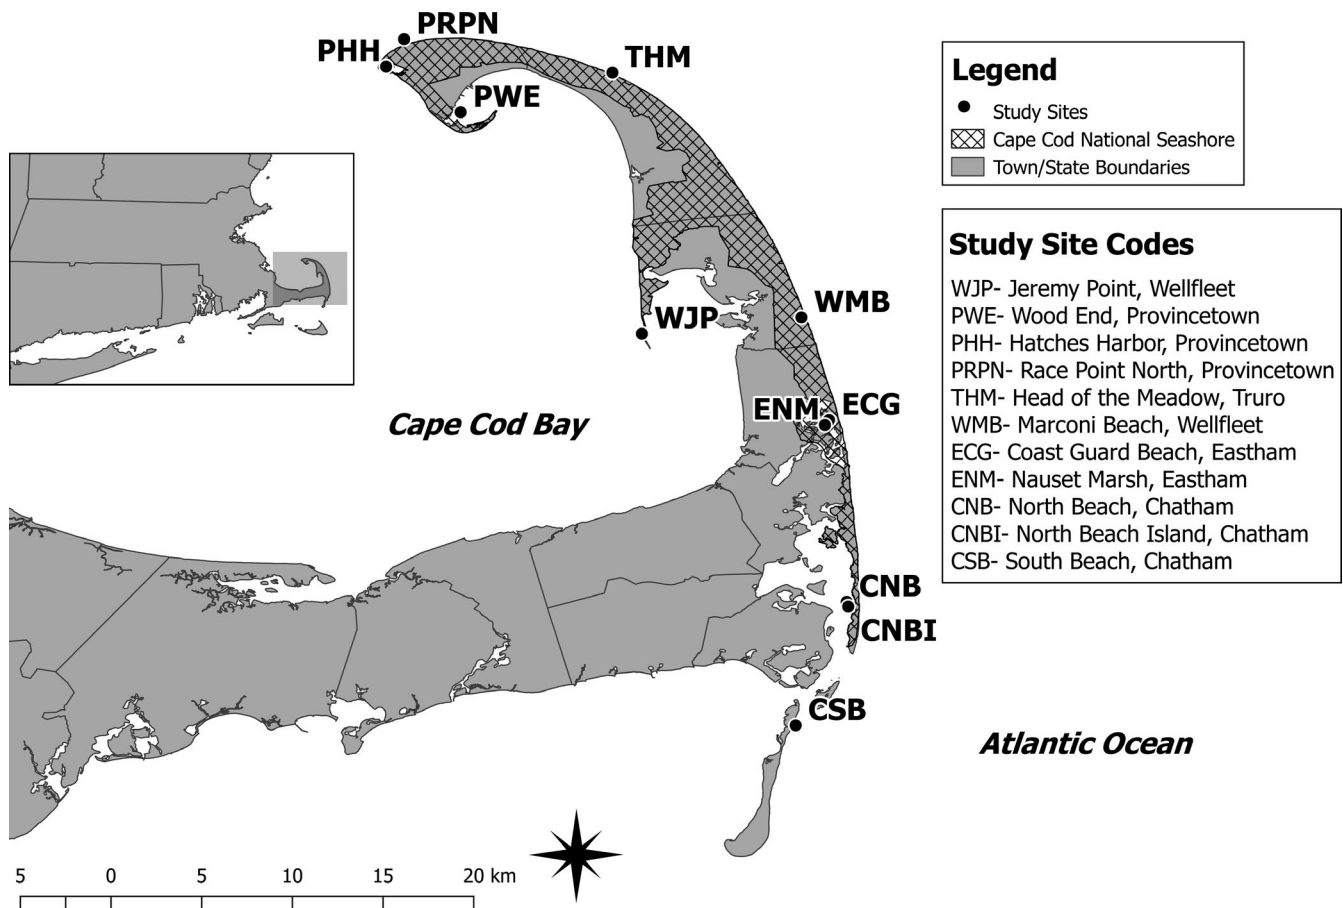 PRPN
PHH
THM
PWE
WMB
WJP
ENM
ECG
Cape Cod Bay
CNB
CNBI
CSB
Atlantic Ocean
5 0 5 10 15 20 km
Legend
Study Sites
Cape Cod National Seashore
Town/State Boundaries
Study Site Codes
WJP- Jeremy Point, Wellfleet
PWE- Wood End, Provincetown
PHH- Hatches Harbor, Provincetown
PRPN- Race Point North, Provincetown
THM- Head of the Meadow, Truro
WMB- Marconi Beach, Wellfleet
ECG- Coast Guard Beach, Eastham
ENM- Nauset Marsh, Eastham
CNB- North Beach, Chatham
CNBI- North Beach Island, Chatham
CSB- South Beach, Chatham